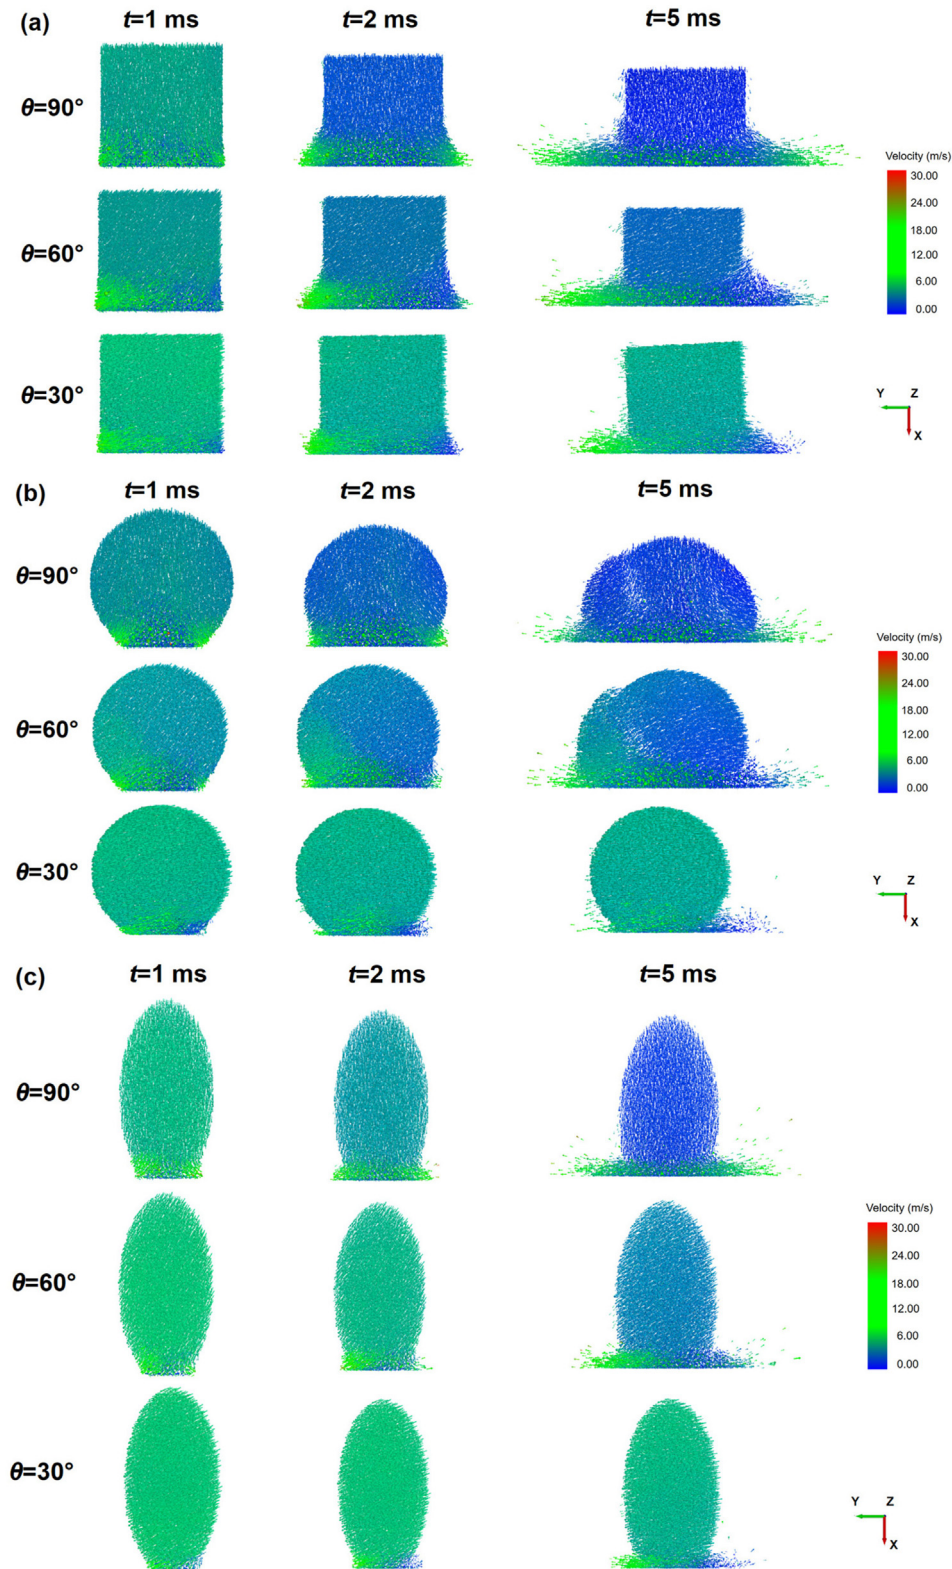 (a) t=1 ms t=2 ms t=5 ms
θ=90°
Velocity (m/s)
30.00
24.00
18.00
θ=60°
12.00
6.00
0.00
θ=30°
Y Z
X
(b) t=1 ms t=2 ms t=5 ms
θ=90°
Velocity (m/s)
30.00
24.00
18.00
θ=60°
12.00
6.00
0.00
θ=30°
Y Z
X
(c) t=1 ms t=2 ms t=5 ms
θ=90°
Velocity (m/s)
30.00
24.00
θ=60°
18.00
12.00
6.00
0.00
θ=30°
Y Z
X